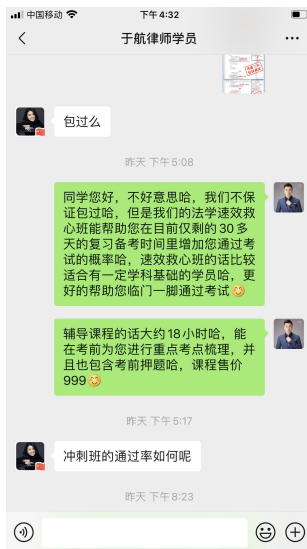 中国移动
下午4:32
于航律师学员
包过么
昨天 下午5:08
同学您好，不好意思哈，我们不保
证包过哈，但是我们的法学速效救
心班能帮助您在目前仅剩的30多
天的复习备考时间里增加您通过考
试的概率哈，速效救心班的话比较
适合有一定学科基础的学员哈，更
好的帮助您临门一脚通过考试
辅导课程的话大约18小时哈，能
在考前为您进行重点考点梳理，并
且也包含考前押题哈，课程售价
999
昨天 下午5:17
冲刺班的通过率如何呢
昨天 下午8:23